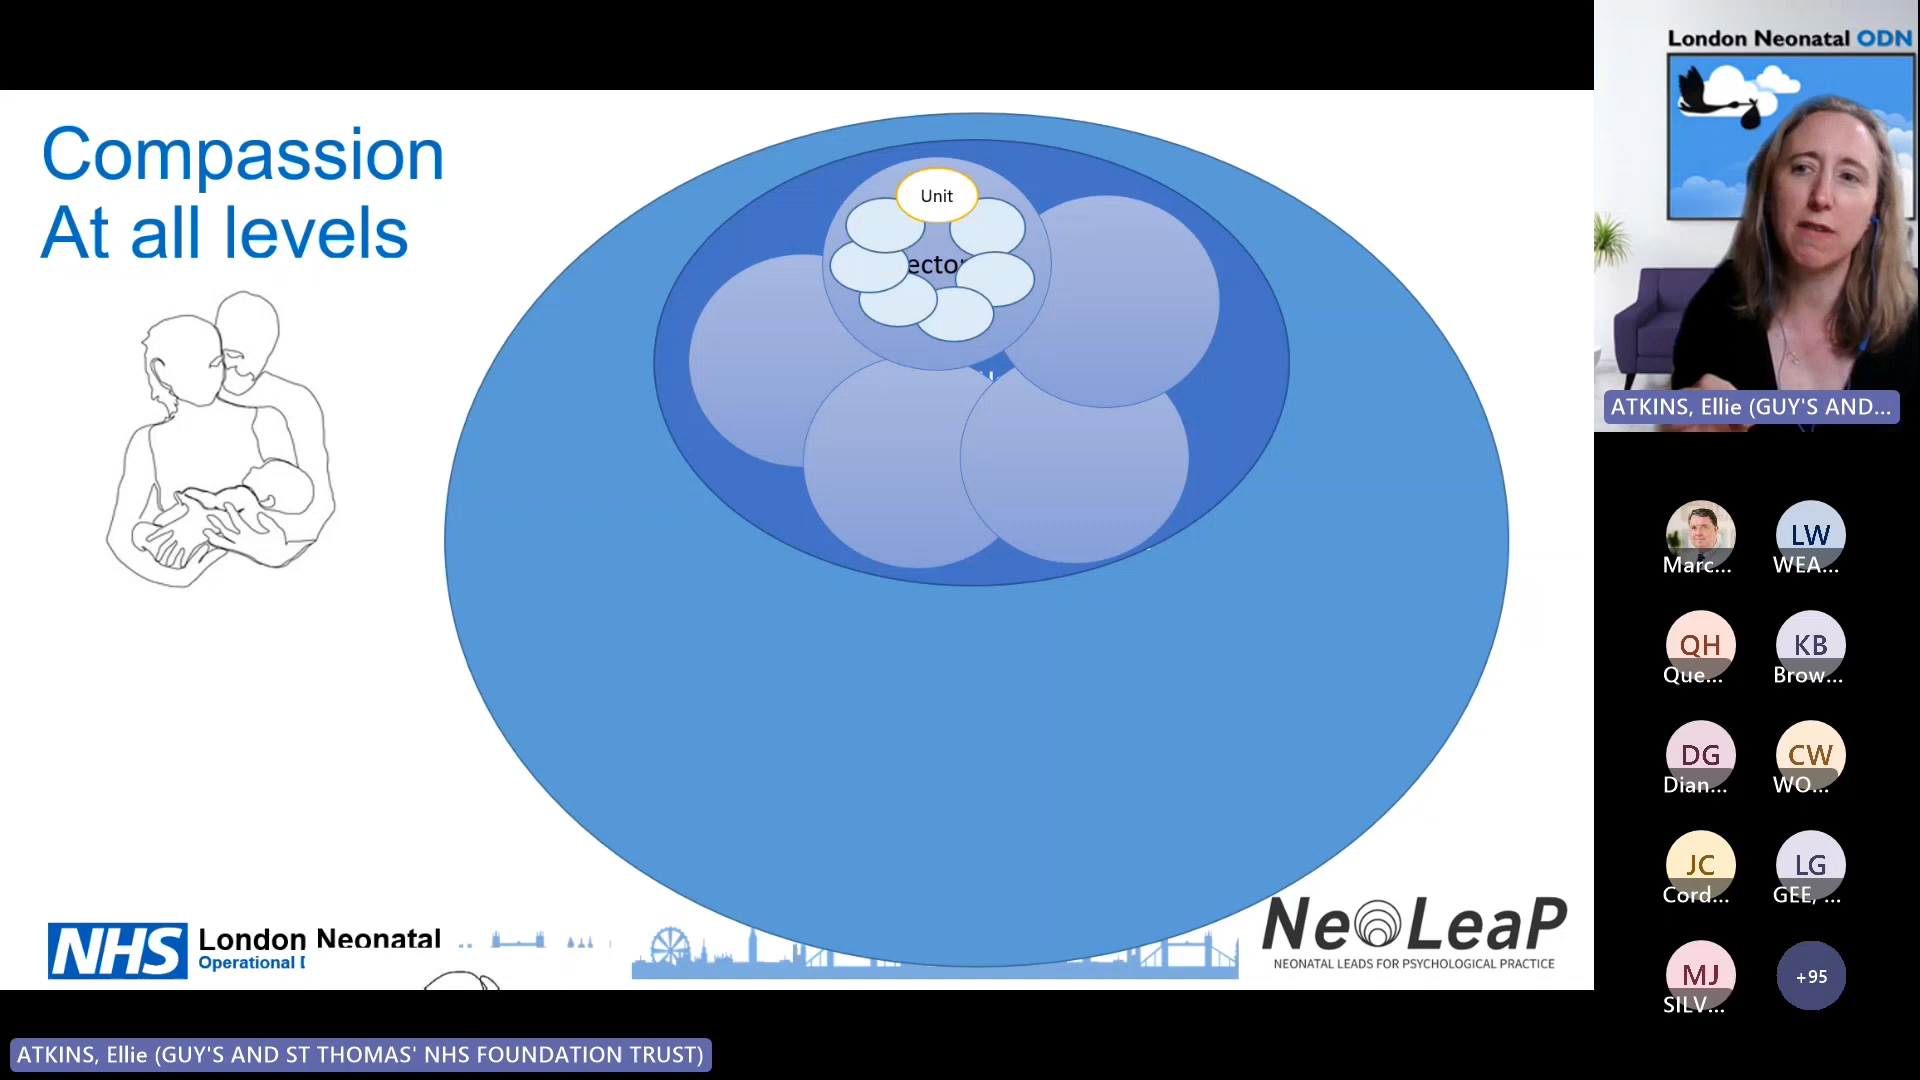 Compassion
At all levels
Unit
ector
NHS
London Neonatal
Operational
NeoLeaP
NEONATAL LEADS FOR PSYCHOLOGICAL PRACTICE
ATKINS, Ellie (GUY'S AND ST THOMAS' NHS FOUNDATION TRUST)
London Neonatal ODN
ATKINS, Ellie (GUY'S AND...
Marc...
LW
WEA...
QH
Que...
KB
Brow...
DG
Dian...
CW
WO...
JC
Cord...
LG
GEE, ...
MJ
SILV...
+95